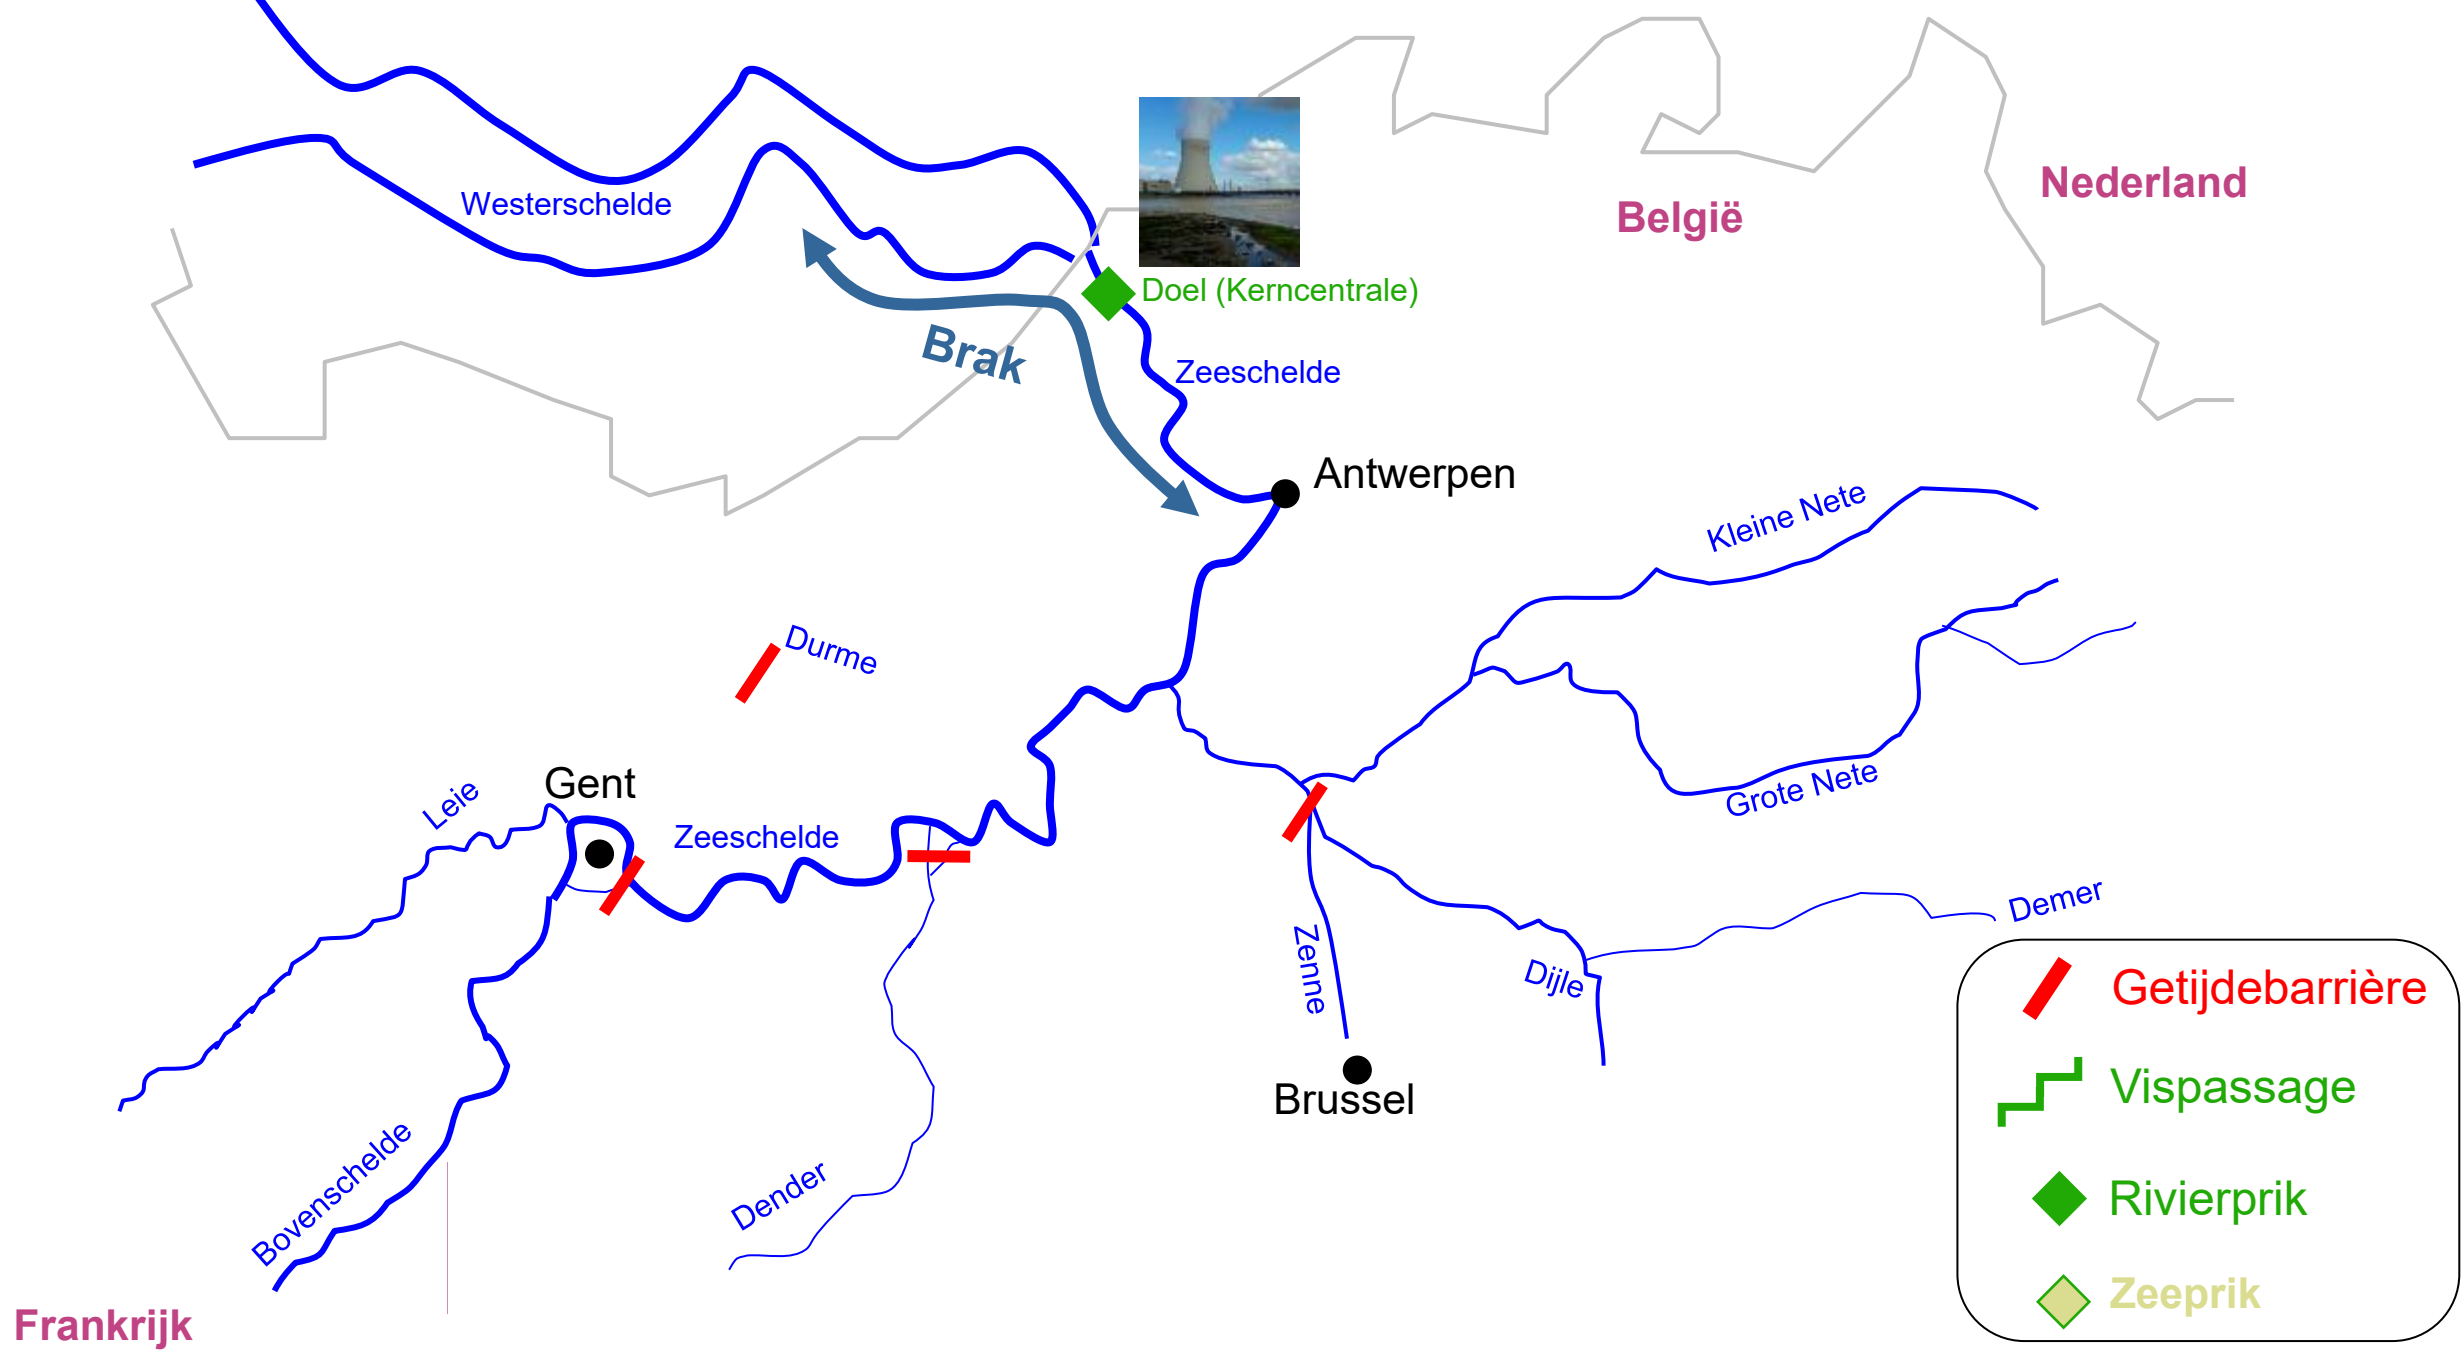 Nederland
België
Westerschelde
Doel (Kerncentrale)
Brak
Zeeschelde
Antwerpen
Kleine Nete
Durme
Gent
Leie
Zeeschelde
Grote Nete
Demer
Zenne
Dijle
Brussel
Bovenschelde
Dender
Frankrijk
Getijdebarrière
Vispassage
Rivierprik
Zeeprik